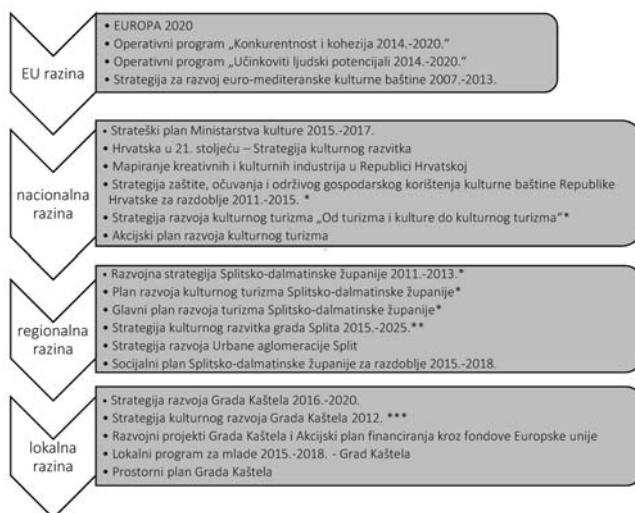 EU razina
• EUROPA 2020
• Operativni program „Konkurentnost i kohezija 2014.-2020.“
• Operativni program „Učinkoviti ljudski potencijali 2014.-2020.“
• Strategija za razvoj euro-mediteranske kulturne baštine 2007.-2013.
nacionalna
razina
• Strateški plan Ministarstva kulture 2015.-2017.
• Hrvatska u 21. stoljeću – Strategija kulturnog razvitka
• Mapiranje kreativnih i kulturnih industrija u Republici Hrvatskoj
• Strategija zaštite, očuvanja i održivog gospodarskog korištenja kulturne baštine Republike
Hrvatske za razdoblje 2011.-2015. *
• Strategija razvoja kulturnog turizma „Od turizma i kulture do kulturnog turizma“*
• Akcijski plan razvoja kulturnog turizma
regionalna
razina
• Razvojna strategija Splitsko-dalmatinske županije 2011.-2013.*
• Plan razvoja kulturnog turizma Splitsko-dalmatinske županije*
• Glavni plan razvoja turizma Splitsko-dalmatinske županije*
• Strategija kulturnog razvitka grada Splita 2015.-2025.**
• Strategija razvoja Urbane aglomeracije Split
• Socijalni plan Splitsko-dalmatinske županije za razdoblje 2015.-2018.
lokalna
razina
• Strategija razvoja Grada Kaštela 2016.-2020.
• Strategija kulturnog razvoja Grada Kaštela 2012. ***
• Razvojni projekti Grada Kaštela i Akcijski plan financiranja kroz fondove Europske unije
• Lokalni program za mlade 2015.-2018. - Grad Kaštela
• Prostorni plan Grada Kaštela